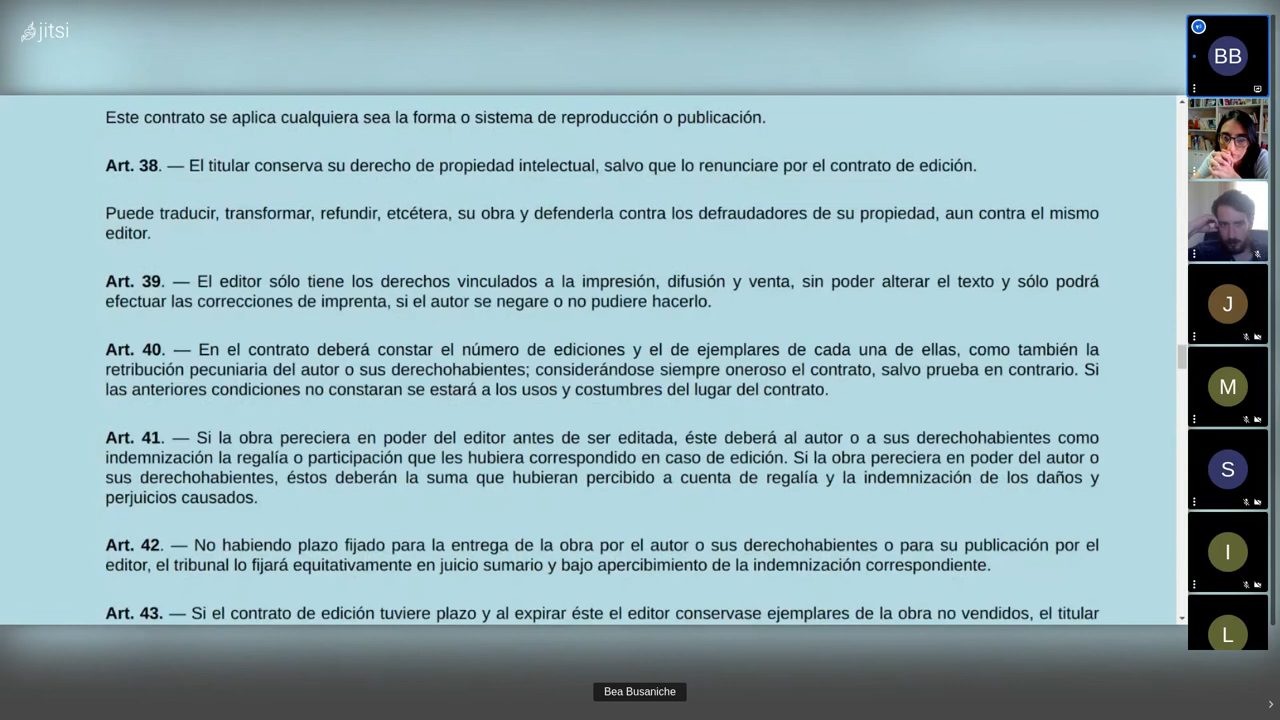 jitsi
BB
Este contrato se aplica cualquiera sea la forma o sistema de reproducción o publicación.
Art. 38. — El titular conserva su derecho de propiedad intelectual, salvo que lo renunciare por el contrato de edición.
Puede traducir, transformar, refundir, etcétera, su obra y defenderla contra los defraudadores de su propiedad, aun contra el mismo
editor.
Art. 39. — El editor sólo tiene los derechos vinculados a la impresión, difusión y venta, sin poder alterar el texto y sólo podrá
efectuar las correcciones de imprenta, si el autor se negare o no pudiere hacerlo.
Art. 40. — En el contrato deberá constar el número de ediciones y el de ejemplares de cada una de ellas, como también la
retribución pecuniaria del autor o sus derechohabientes; considerándose siempre oneroso el contrato, salvo prueba en contrario. Si
las anteriores condiciones no constaran se estará a los usos y costumbres del lugar del contrato.
Art. 41. — Si la obra pereciera en poder del editor antes de ser editada, éste deberá al autor o a sus derechohabientes como
indemnización la regalía o participación que les hubiera correspondido en caso de edición. Si la obra pereciera en poder del autor o
sus derechohabientes, éstos deberán la suma que hubieran percibido a cuenta de regalía y la indemnización de los daños y
perjuicios causados.
Art. 42. — No habiendo plazo fijado para la entrega de la obra por el autor o sus derechohabientes o para su publicación por el
editor, el tribunal lo fijará equitativamente en juicio sumario y bajo apercibimiento de la indemnización correspondiente.
Art. 43. — Si el contrato de edición tuviere plazo y al expirar éste el editor conservase ejemplares de la obra no vendidos, el titular
J
M
S
I
L
Bea Busaniche